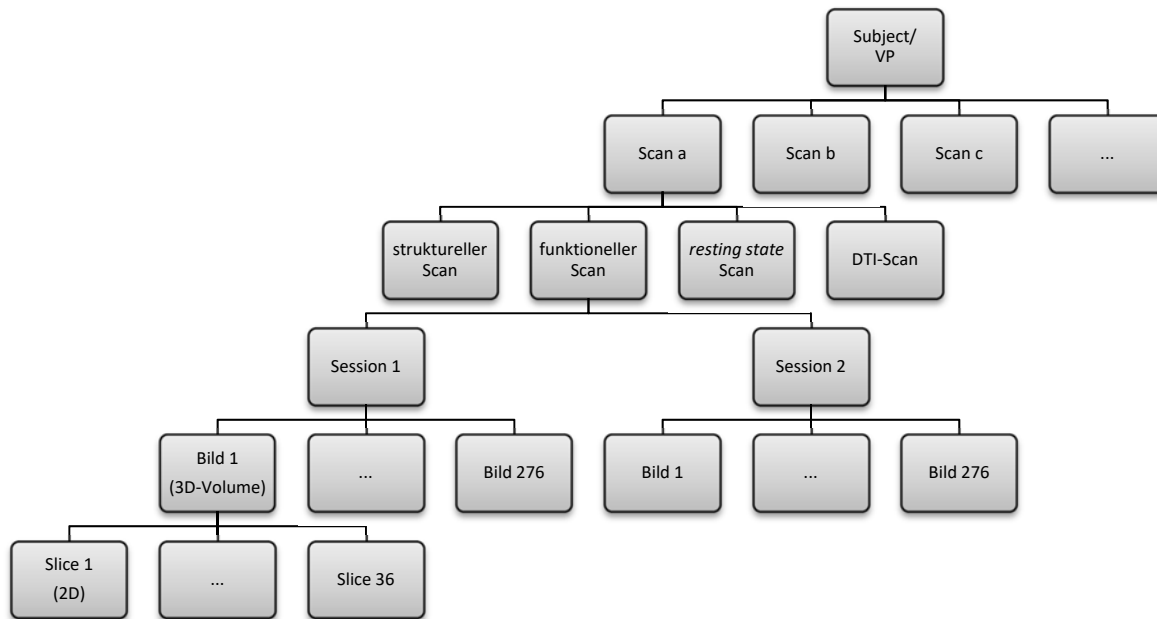 Subject/
VP
Scan a
Scan b
Scan c
...
struktureller
Scan
funktioneller
Scan
resting state
Scan
DTI-Scan
Session 1
Session 2
Bild 1
(3D-Volume)
...
Bild 276
Bild 1
...
Bild 276
Slice 1
(2D)
...
Slice 36